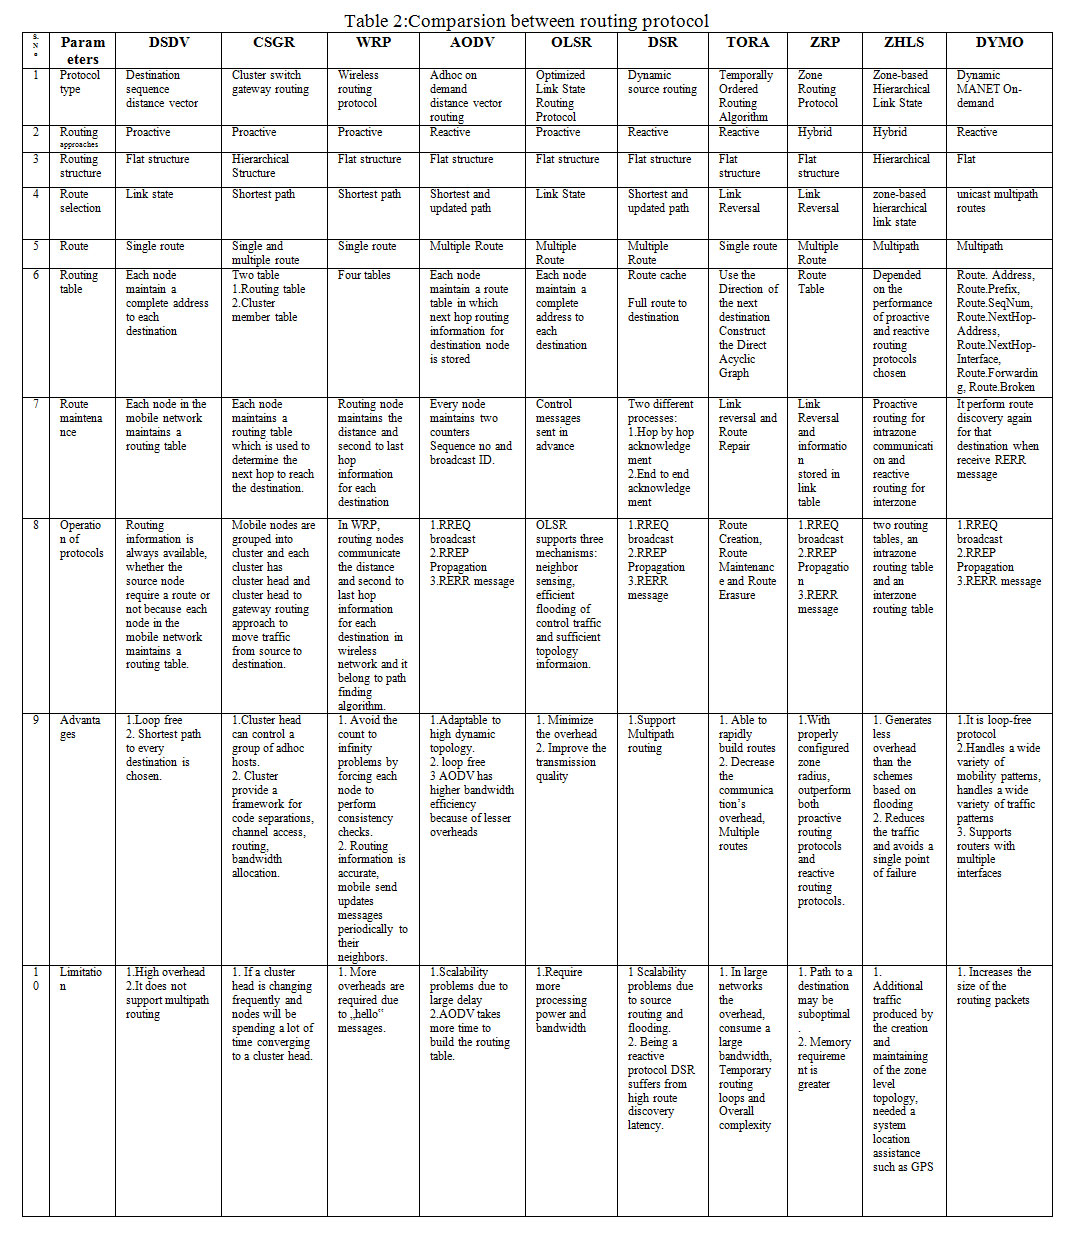 Table 2:Comparsion between routing protocol
S.
N
o
Param
eters
DSDV
CSGR
WRP
AODV
OLSR
DSR
TORA
ZRP
ZHLS
DYMO
1
Protocol
type
Destination
sequence
distance vector
Cluster switch
gateway routing
Wireless
routing
protocol
Adhoc on
demand
distance vector
routing
Optimized
Link State
Routing
Protocol
Dynamic
source routing
Temporally
Ordered
Routing
Algorithm
Zone
Routing
Protocol
Zone-based
Hierarchical
Link State
Dynamic
MANET On-
demand
2
Routing
approaches
Proactive
Proactive
Proactive
Reactive
Proactive
Reactive
Reactive
Hybrid
Hybrid
Reactive
3
Routing
structure
Flat structure
Hierarchical
Structure
Flat structure
Flat structure
Flat structure
Flat structure
Flat
structure
Flat
structure
Hierarchical
Flat
4
Route
selection
Link state
Shortest path
Shortest path
Shortest and
updated path
Link State
Shortest and
updated path
Link
Reversal
Link
Reversal
zone-based
hierarchical
link state
unicast multipath
routes
5
Route
Single route
Single and
multiple route
Single route
Multiple Route
Multiple
Route
Multiple
Route
Single route
Multiple
Route
Multipath
Multipath
6
Routing
table
Each node
maintain a
complete address
to each
destination
Two table
1.Routing table
2.Cluster
member table
Four tables
Each node
maintain a route
table in which
next hop routing
information for
destination node
is stored
Each node
maintain a
complete
address to
each
destination
Route cache
Full route to
destination
Use the
Direction of
the next
destination
Construct
the Direct
Acyclic
Graph
Route
Table
Depended
on the
performance
of proactive
and reactive
routing
protocols
chosen
Route. Address,
Route.Prefix,
Route.SeqNum,
Route.NextHop-
Address,
Route.NextHop-
Interface,
Route.Forwardin
g, Route.Broken
7
Route
maintena
nce
Each node in the
mobile network
maintains a
routing table
Each node
maintains a
routing table
which is used to
determine the
next hop to reach
the destination.
Routing node
maintains the
distance and
second to last
hop
information
for each
destination
Every node
maintains two
counters
Sequence no and
broadcast ID.
Control
messages
sent in
advance
Two different
processes:
1.Hop by hop
acknowledge
ment
2.End to end
acknowledge
ment
Link
reversal and
Route
Repair
Link
Reversal
and
informatio
n
stored in
link
table
Proactive
routing for
intrazone
communicati
on and
reactive
routing for
interzone
It perform route
discovery again
for that
destination when
receive RERR
message
8
Operatio
n of
protocols
Routing
information is
always available,
whether the
source node
require a route or
not because each
node in the
mobile network
maintains a
routing table.
Mobile nodes are
grouped into
cluster and each
cluster has
cluster head and
cluster head to
gateway routing
approach to
move traffic
from source to
destination.
In WRP,
routing nodes
communicate
the distance
and second to
last hop
information
for each
destination in
wireless
network and it
belong to path
finding
algorithm.
1.RREQ
broadcast
2.RREP
Propagation
3.RERR message
OLSR
supports three
mechanisms:
neighbor
sensing,
efficient
flooding of
control traffic
and sufficient
topology
informaion.
1.RREQ
broadcast
2.RREP
Propagation
3.RERR
message
Route
Creation,
Route
Maintenanc
e and Route
Erasure
1.RREQ
broadcast
2.RREP
Propagatio
n
3.RERR
message
two routing
tables, an
intrazone
routing table
and an
interzone
routing table
1.RREQ
broadcast
2.RREP
Propagation
3.RERR message
9
Advanta
ges
1.Loop free
2. Shortest path
to every
destination is
chosen.
1.Cluster head
can control a
group of adhoc
hosts.
2. Cluster
provide a
framework for
code separations,
channel access,
routing,
bandwidth
allocation.
1. Avoid the
count to
infinity
problems by
forcing each
node to
perform
consistency
checks.
2. Routing
information is
accurate,
mobile send
updates
messages
periodically to
their
neighbors.
1.Adaptable to
high dynamic
topology.
2. loop free
3 AODV has
higher bandwidth
efficiency
because of lesser
overheads
1. Minimize
the overhead
2. Improve the
transmission
quality
1.Support
Multipath
routing
1. Able to
rapidly
build routes
2. Decrease
the
communica
tion's
overhead,
Multiple
routes
1.With
properly
configured
zone
radius,
outperform
both
proactive
routing
protocols
and
reactive
routing
protocols.
1. Generates
less
overhead
than the
schemes
based on
flooding
2. Reduces
the traffic
and avoids a
single point
of failure
1.It is loop-free
protocol
2.Handles a wide
variety of
mobility patterns,
handles a wide
variety of traffic
patterns
3. Supports
routers with
multiple
interfaces
1
0
Limitatio
n
1.High overhead
2.It does not
support multipath
routing
1. If a cluster
head is changing
frequently and
nodes will be
spending a lot of
time converging
to a cluster head.
1. More
overheads are
required due
to „hello‟
messages.
1.Scalability
problems due to
large delay
2.AODV takes
more time to
build the routing
table.
1.Require
more
processing
power and
bandwidth
1 Scalability
problems due
to source
routing and
flooding.
2. Being a
reactive
protocol DSR
suffers from
high route
discovery
latency.
1. In large
networks
the
overhead,
consume a
large
bandwidth,
Temporary
routing
loops and
Overall
complexity
1. Path to a
destination
may be
suboptimal
.
2. Memory
requireme
nt is
greater
1.
Additional
traffic
produced by
the creation
and
maintaining
of the zone
level
topology,
needed a
system
location
assistance
such as GPS
1. Increases the
size of the
routing packets